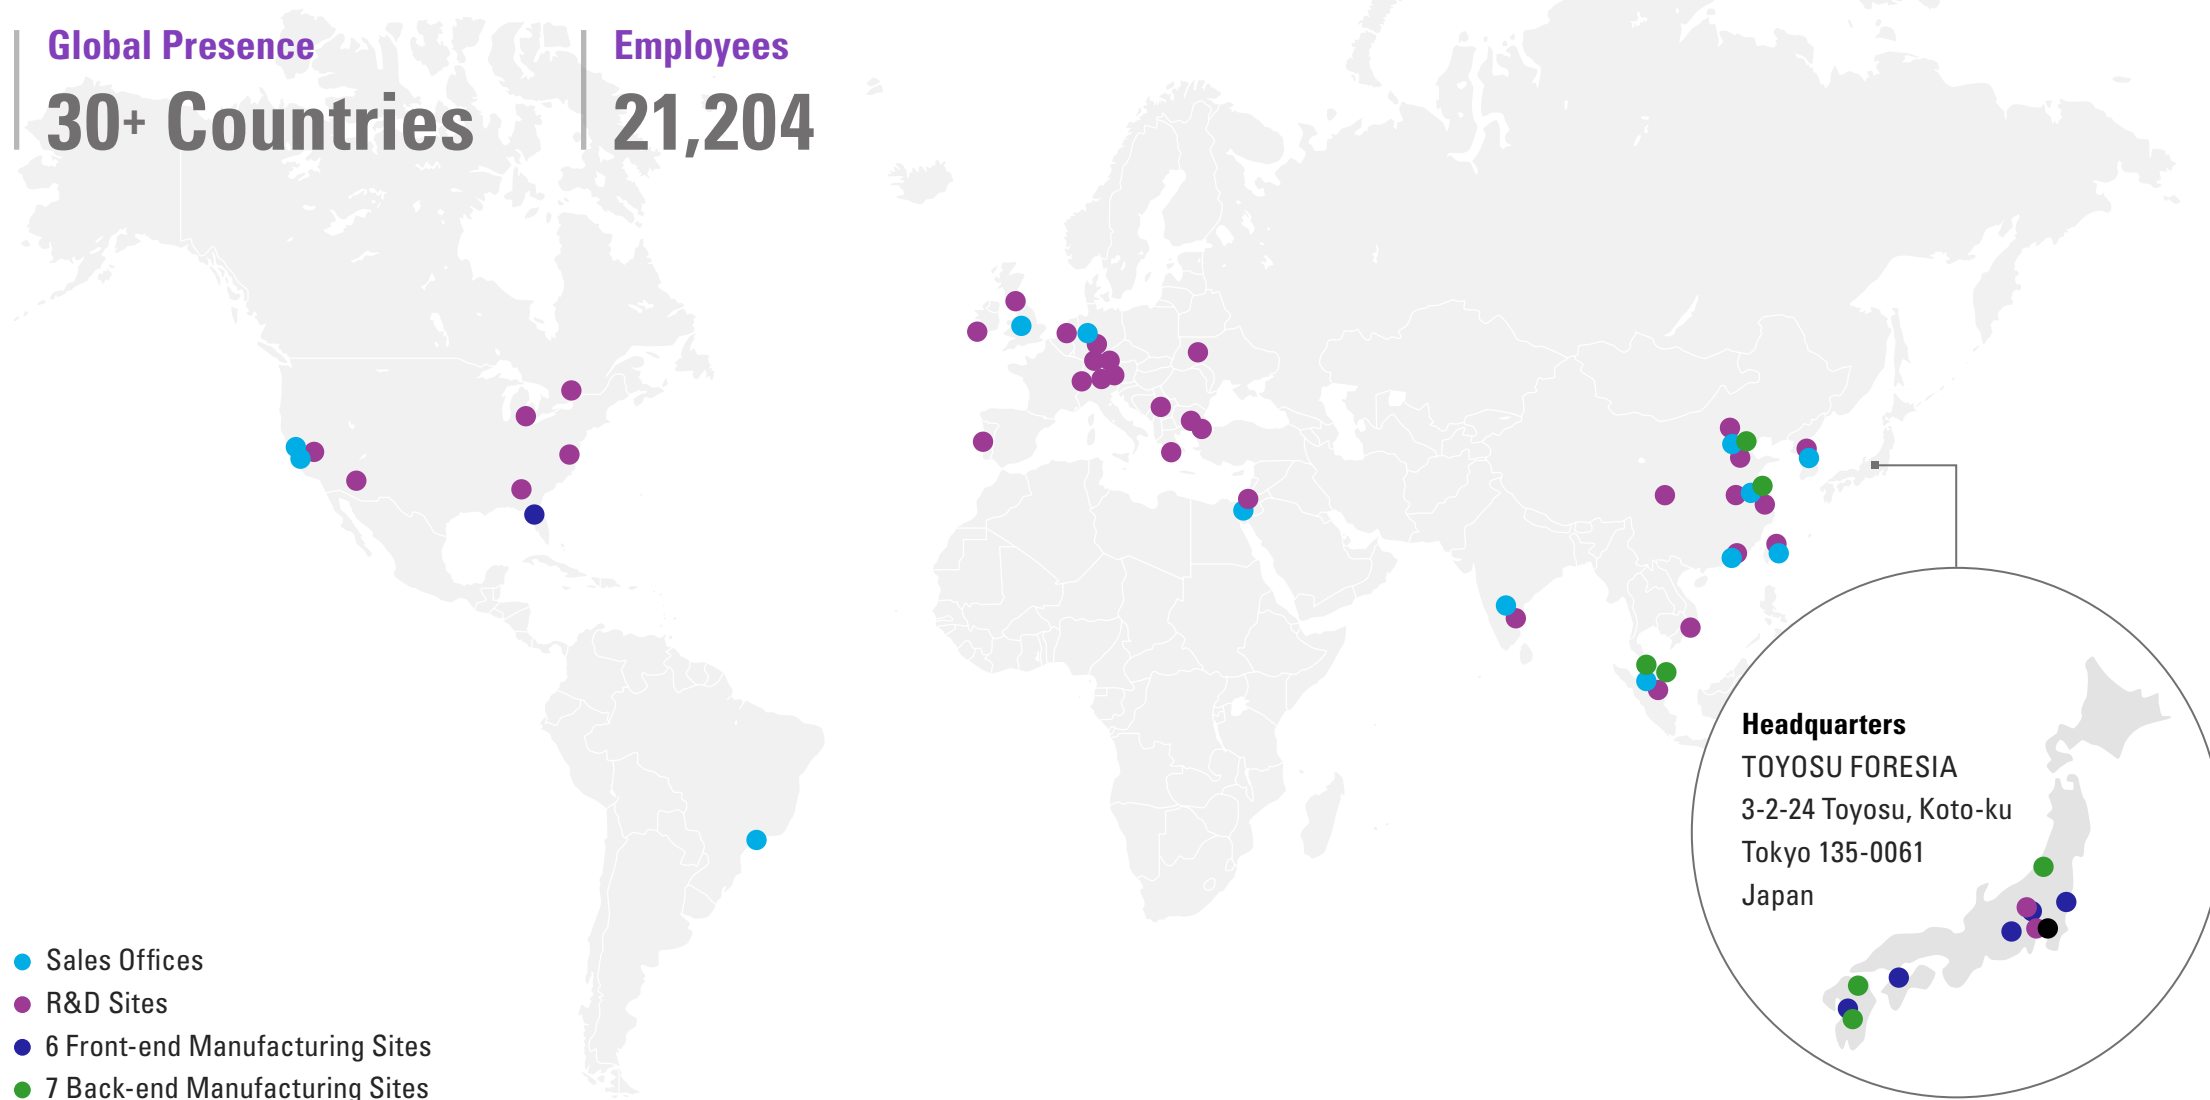 Global Presence
30+ Countries
Employees
21,204
Headquarters
TOYOSU FORESIA
3-2-24 Toyosu, Koto-ku
Tokyo 135-0061
Japan
Sales Offices
R&D Sites
6 Front-end Manufacturing Sites
7 Back-end Manufacturing Sites